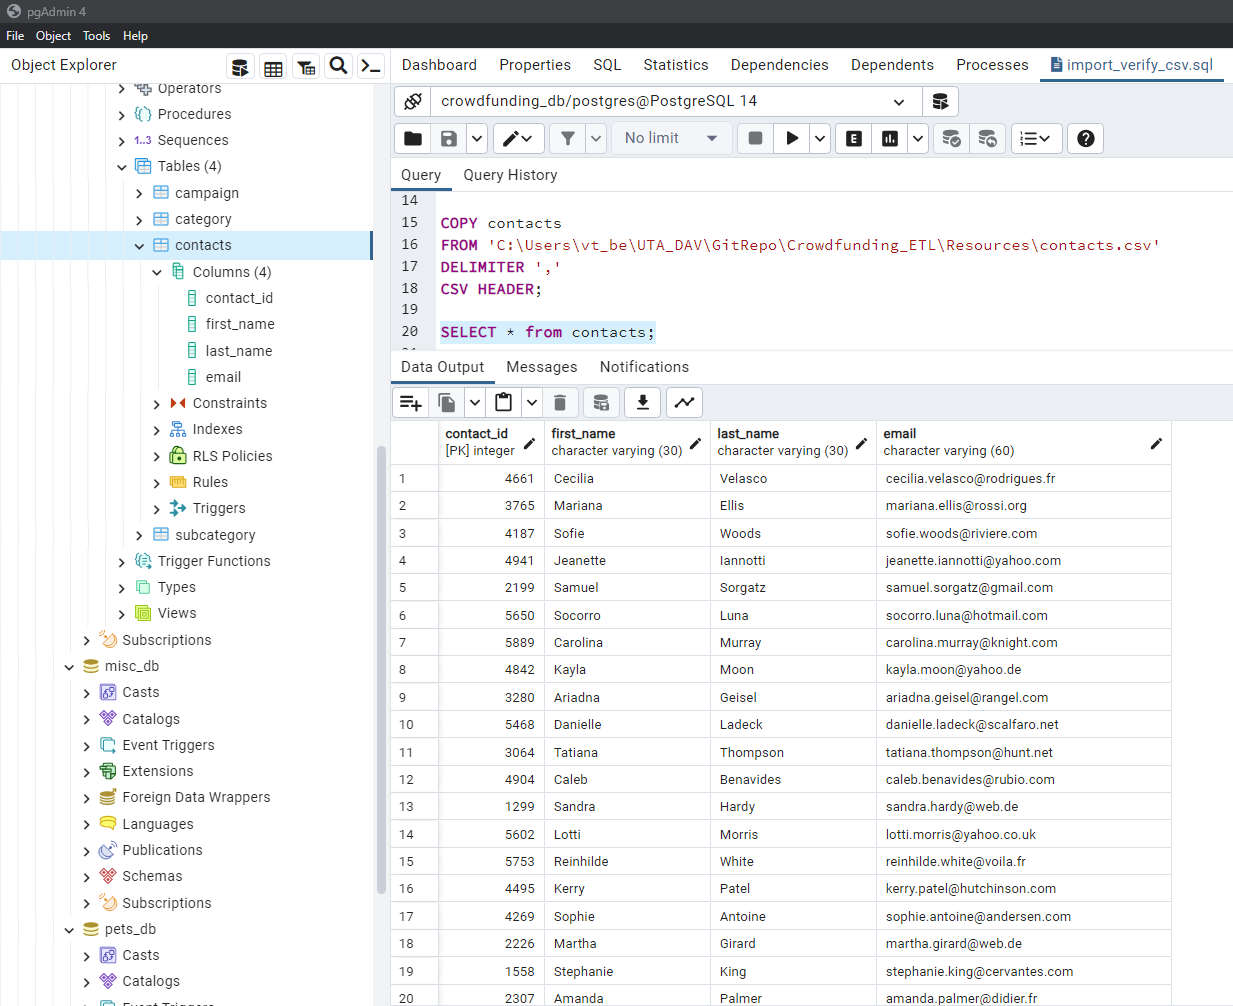 pgAdmin 4
File Object Tools Help
Object Explorer
Operators
Procedures
1..3 Sequences
Tables (4)
campaign
category
contacts
Columns (4)
contact_id
first_name
last_name
email
Constraints
Indexes
RLS Policies
Rules
Triggers
subcategory
Trigger Functions
Types
Views
Subscriptions
misc_db
Casts
Catalogs
Event Triggers
Extensions
Foreign Data Wrappers
Languages
Publications
Schemas
Subscriptions
pets_db
Casts
Catalogs
Event Triggers
Dashboard Properties SQL Statistics Dependencies Dependents Processes import_verify_csv.sql
crowdfunding_db/postgres@PostgreSQL 14
No limit E
Query Query History
14
15 COPY contacts
16 FROM 'C:\Users\vt_be\UTA_DAV\GitRepo\Crowdfunding_ETL\Resources\contacts.csv'
17 DELIMITER ','
18 CSV HEADER;
19
20 SELECT * from contacts;
Data Output Messages Notifications
contact_id first_name last_name email
[PK] integer character varying (30) character varying (30) character varying (60)
1 4661 Cecilia Velasco cecilia.velasco@rodrigues.fr
2 3765 Mariana Ellis mariana.ellis@rossi.org
3 4187 Sofie Woods sofie.woods@riviere.com
4 4941 Jeanette Iannotti jeanette.iannotti@yahoo.com
5 2199 Samuel Sorgatz samuel.sorgatz@gmail.com
6 5650 Socorro Luna socorro.luna@hotmail.com
7 5889 Carolina Murray carolina.murray@knight.com
8 4842 Kayla Moon kayla.moon@yahoo.de
9 3280 Ariadna Geisel ariadna.geisel@rangel.com
10 5468 Danielle Ladeck danielle.ladeck@scalfaro.net
11 3064 Tatiana Thompson tatiana.thompson@hunt.net
12 4904 Caleb Benavides caleb.benavides@rubio.com
13 1299 Sandra Hardy sandra.hardy@web.de
14 5602 Lotti Morris lotti.morris@yahoo.co.uk
15 5753 Reinhilde White reinhilde.white@voila.fr
16 4495 Kerry Patel kerry.patel@hutchinson.com
17 4269 Sophie Antoine sophie.antoine@andersen.com
18 2226 Martha Girard martha.girard@web.de
19 1558 Stephanie King stephanie.king@cervantes.com
20 2307 Amanda Palmer amanda.palmer@didier.fr